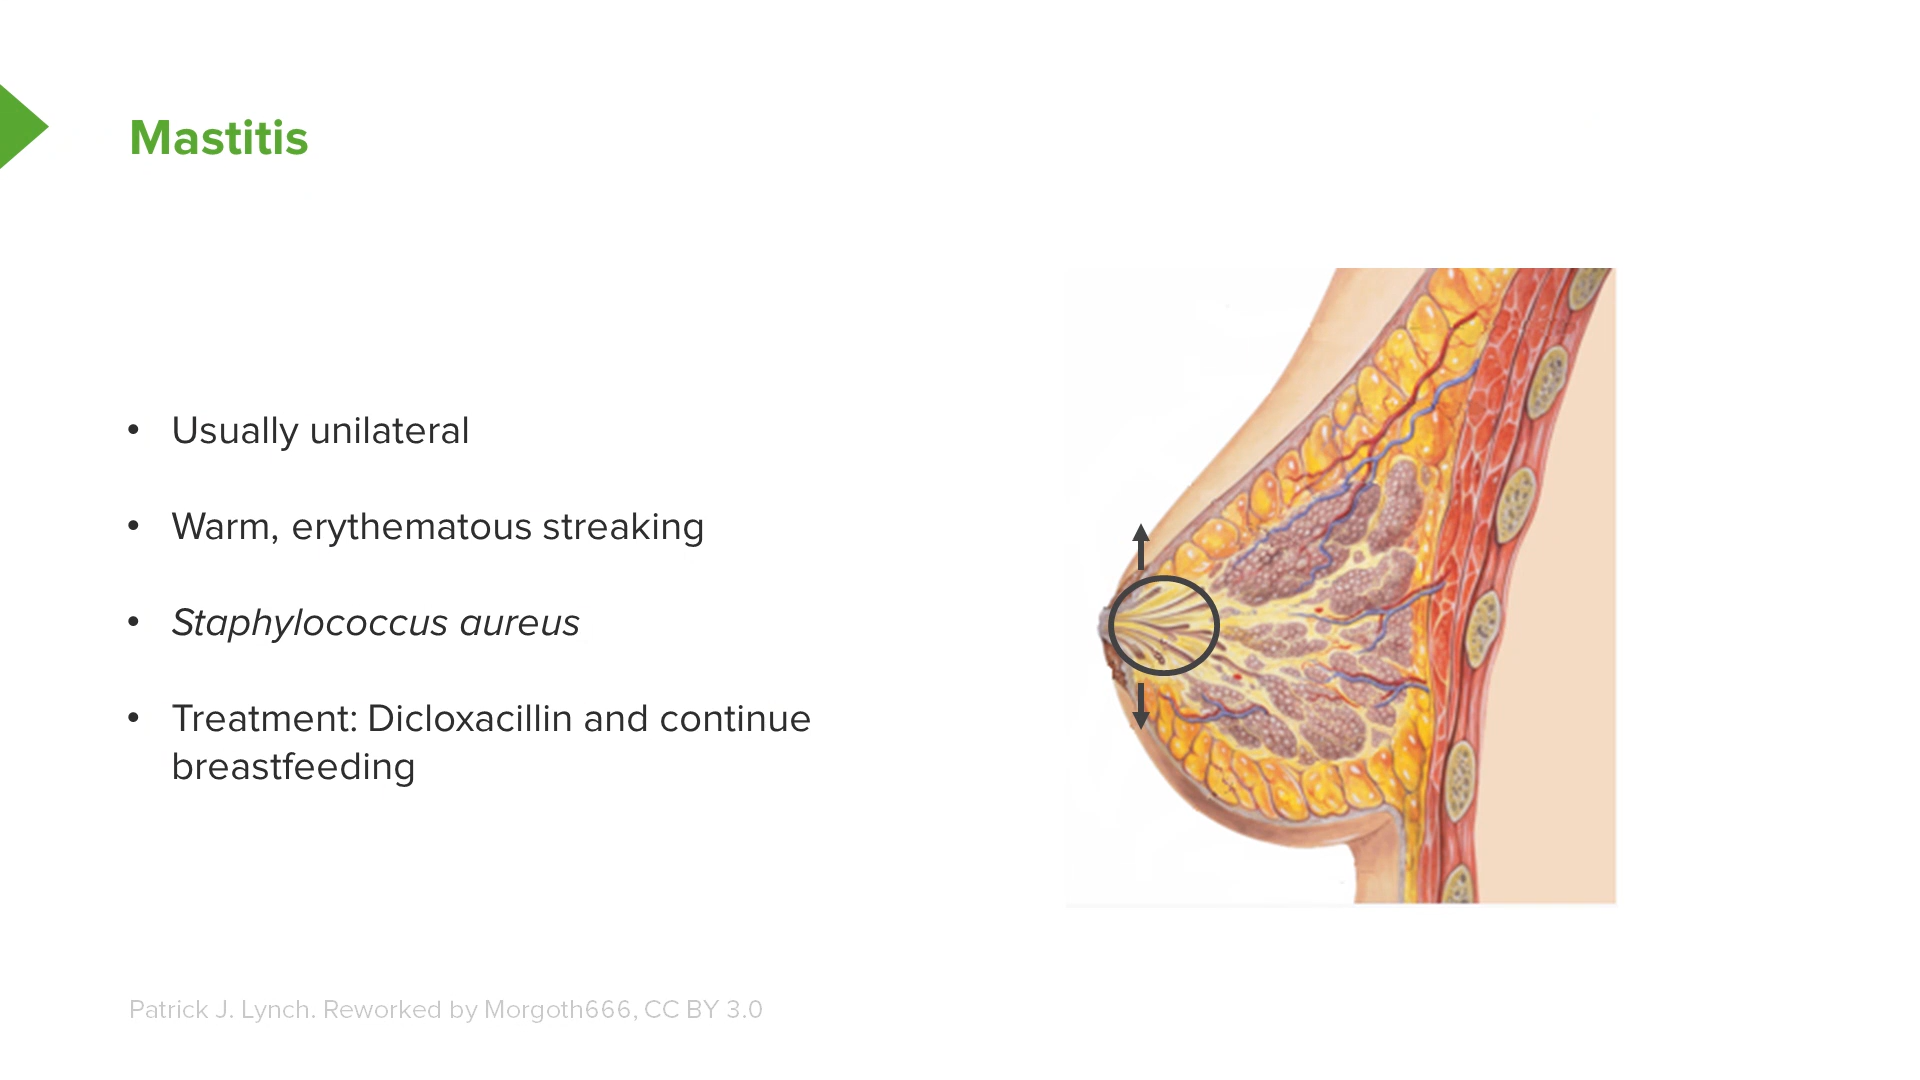 Mastitis
• Usually unilateral
• Warm, erythematous streaking
• Staphylococcus aureus
• Treatment: Dicloxacillin and continue
breastfeeding
Patrick J. Lynch. Reworked by Morgoth666, CC BY 3.0